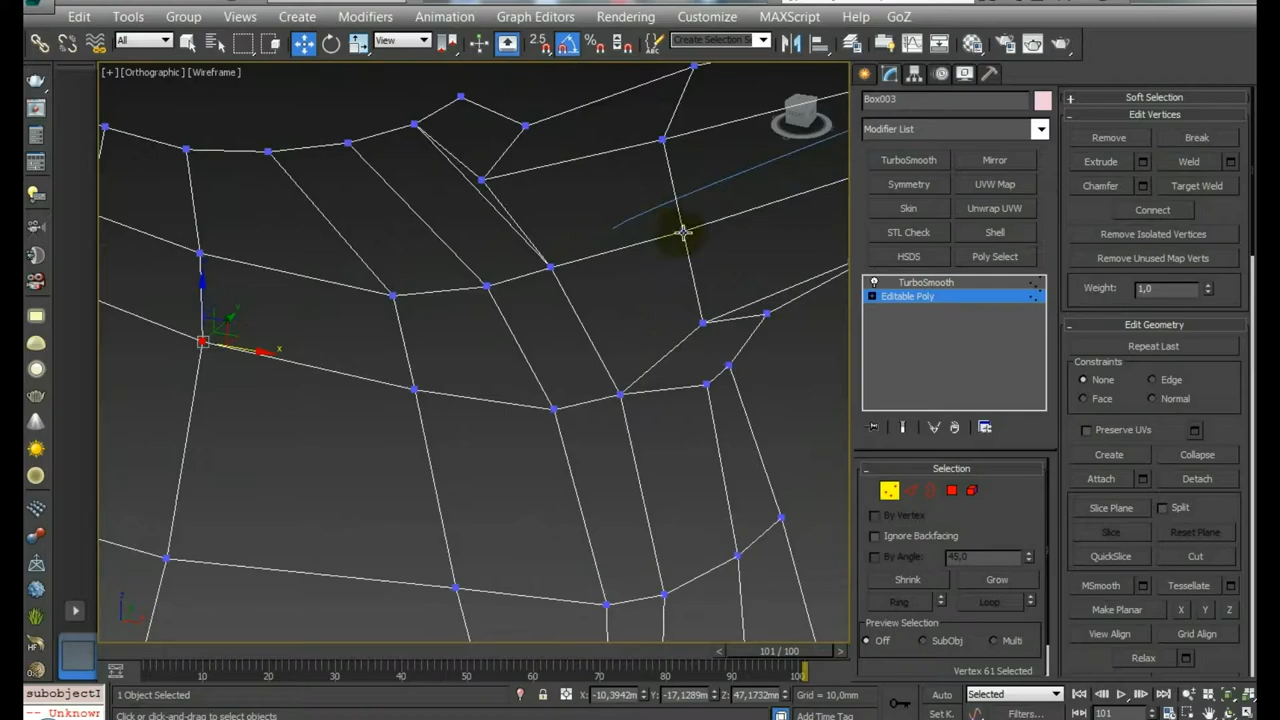 Edit Tools Group Views Create Modifiers Animation Graph Editors Rendering Customize MAXScript Help GoZ
All View 2.5 Create Selection Se
[+] [Orthographic] [Wireframe]
Box003
Modifier List
TurboSmooth Mirror
Symmetry UVW Map
Skin Unwrap UVW
STL Check Shell
HSDS Poly Select
TurboSmooth
Editable Poly
Selection
By Vertex
Ignore Backfacing
By Angle: 45,0
Shrink Grow
Ring Loop
Preview Selection
Off SubObj Multi
Vertex 61 Selected
Soft Selection
Edit Vertices
Remove Break
Extrude Weld
Chamfer Target Weld
Connect
Remove Isolated Vertices
Remove Unused Map Verts
Weight: 1,0
Edit Geometry
Repeat Last
Constraints
None Edge
Face Normal
Preserve UVs
Create Collapse
Attach Detach
Slice Plane Split
Slice Reset Plane
QuickSlice Cut
MSmooth Tessellate
Make Planar X Y Z
View Align Grid Align
Relax
x
z
101 / 100
10 20 30 40 50 60 70 80 90 100
subobjectI
-- Unknown
1 Object Selected X: -10,3942m Y: -17,1289m Z: 47,1732mm Grid = 10,0mm
Click or click-and-drag to select objects Add Time Tag
Auto Selected
Set K. Filters... 101